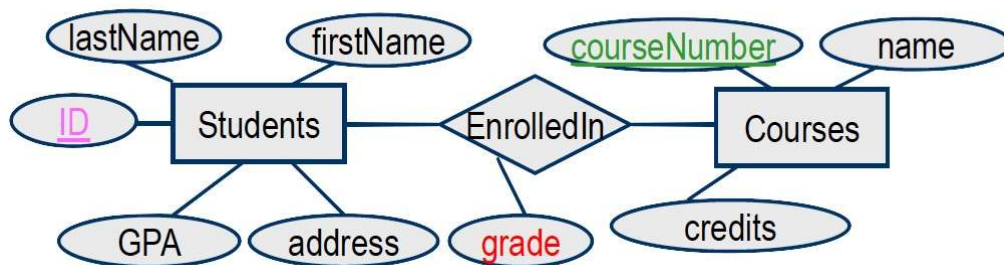 lastName
firstName
courseNumber
name
ID
Students
EnrolledIn
Courses
GPA
address
grade
credits